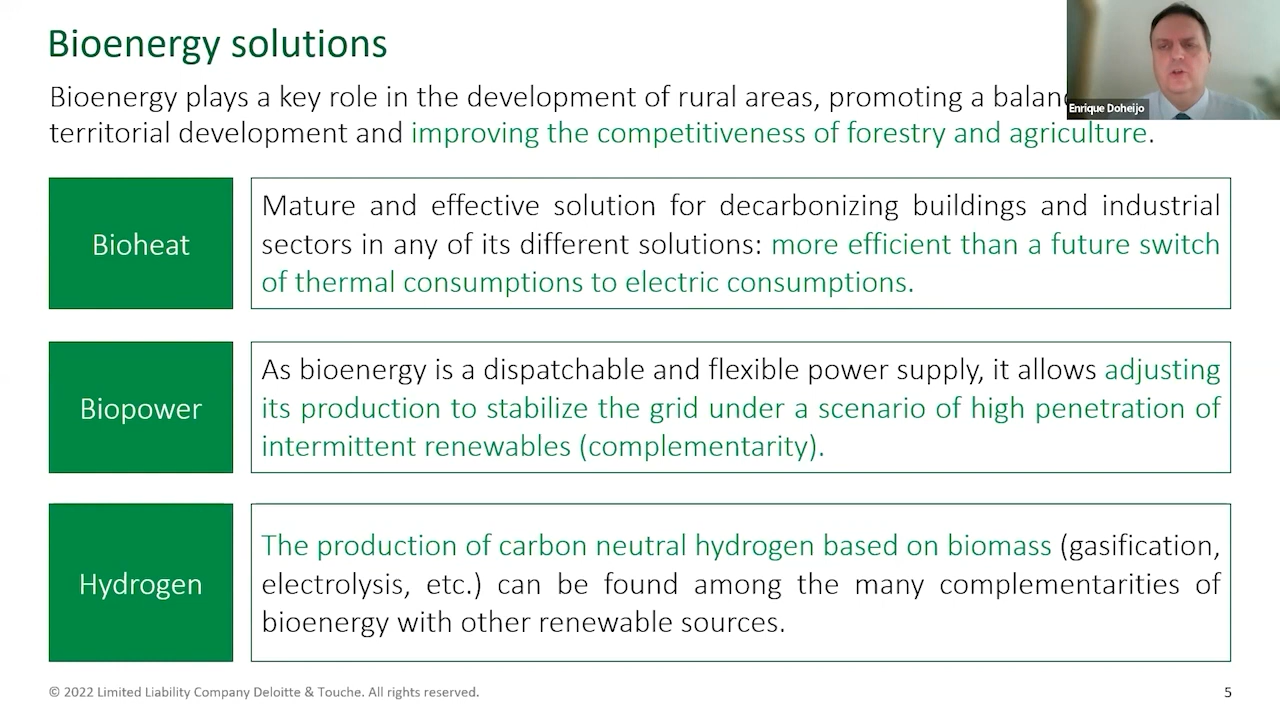 Bioenergy solutions
Bioenergy plays a key role in the development of rural areas, promoting a
territorial development and improving the competitiveness of forestry and agriculture.
Enrique Doheijo
Bioheat
Mature and effective solution for decarbonizing buildings and industrial
sectors in any of its different solutions: more efficient than a future switch
of thermal consumptions to electric consumptions.
Biopower
As bioenergy is a dispatchable and flexible power supply, it allows adjusting
its production to stabilize the grid under a scenario of high penetration of
intermittent renewables (complementarity).
Hydrogen
The production of carbon neutral hydrogen based on biomass (gasification,
electrolysis, etc.) can be found among the many complementarities of
bioenergy with other renewable sources.
© 2022 Limited Liability Company Deloitte & Touche. All rights reserved.
5